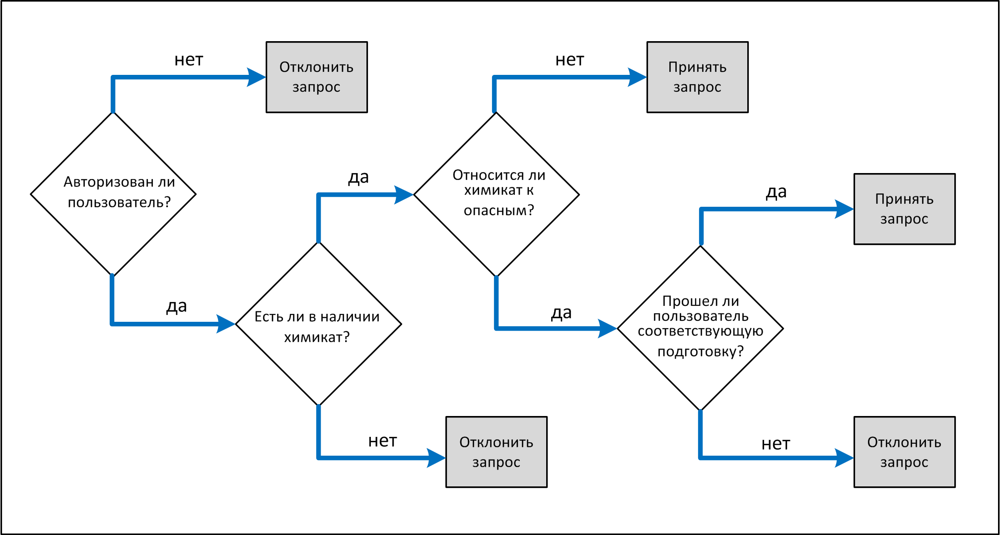 нет
Отклонить
запрос
Авторизован ли
пользователь?
да
Есть ли в наличии
химикат?
да
нет
Отклонить
запрос
Относится ли
химикат к
опасным?
нет
Принять
запрос
да
Прошел ли
пользователь
соответствующую
подготовку?
да
Принять
запрос
нет
Отклонить
запрос